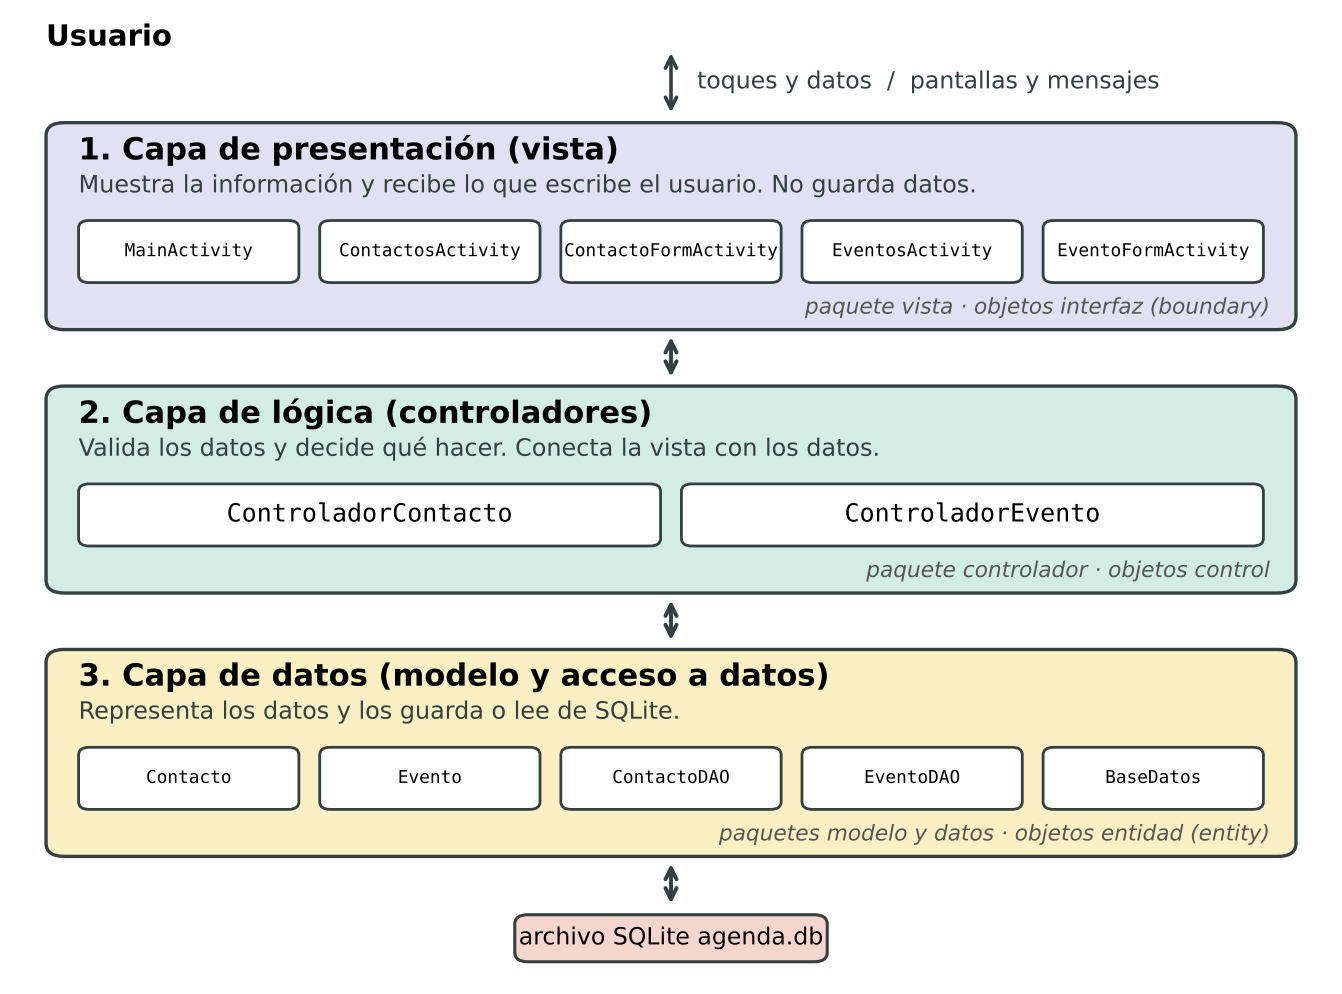 Usuario
toques y datos / pantallas y mensajes
1. Capa de presentación (vista)
Muestra la información y recibe lo que escribe el usuario. No guarda datos.
MainActivity
ContactosActivity
ContactoFormActivity
EventosActivity
EventoFormActivity
paquete vista · objetos interfaz (boundary)
2. Capa de lógica (controladores)
Valida los datos y decide qué hacer. Conecta la vista con los datos.
ControladorContacto
ControladorEvento
paquete controlador · objetos control
3. Capa de datos (modelo y acceso a datos)
Representa los datos y los guarda o lee de SQLite.
Contacto
Evento
ContactoDAO
EventoDAO
BaseDatos
paquetes modelo y datos · objetos entidad (entity)
archivo SQLite agenda.db